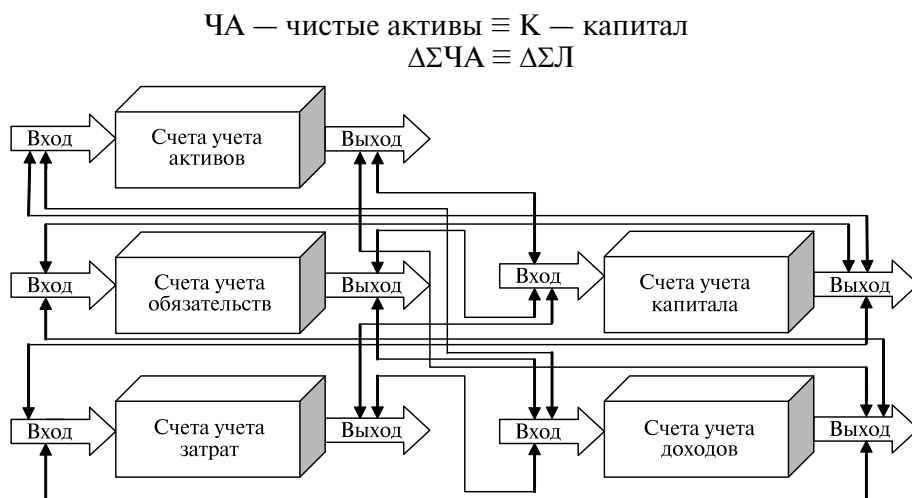 ЧА — чистые активы ≡ К — капитал
ΔΣЧА ≡ ΔΣЛ
Вход
Счета учета
активов
Выход
Вход
Счета учета
обязательств
Выход
Вход
Счета учета
капитала
Выход
Вход
Счета учета
затрат
Выход
Вход
Счета учета
доходов
Выход